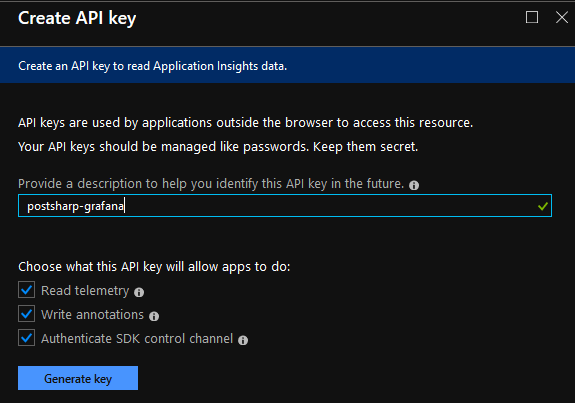 Create API key
Create an API key to read Application Insights data.
API keys are used by applications outside the browser to access this resource.
Your API keys should be managed like passwords. Keep them secret.
Provide a description to help you identify this API key in the future.
postsharp-grafana
Choose what this API key will allow apps to do:
Read telemetry
Write annotations
Authenticate SDK control channel
Generate key